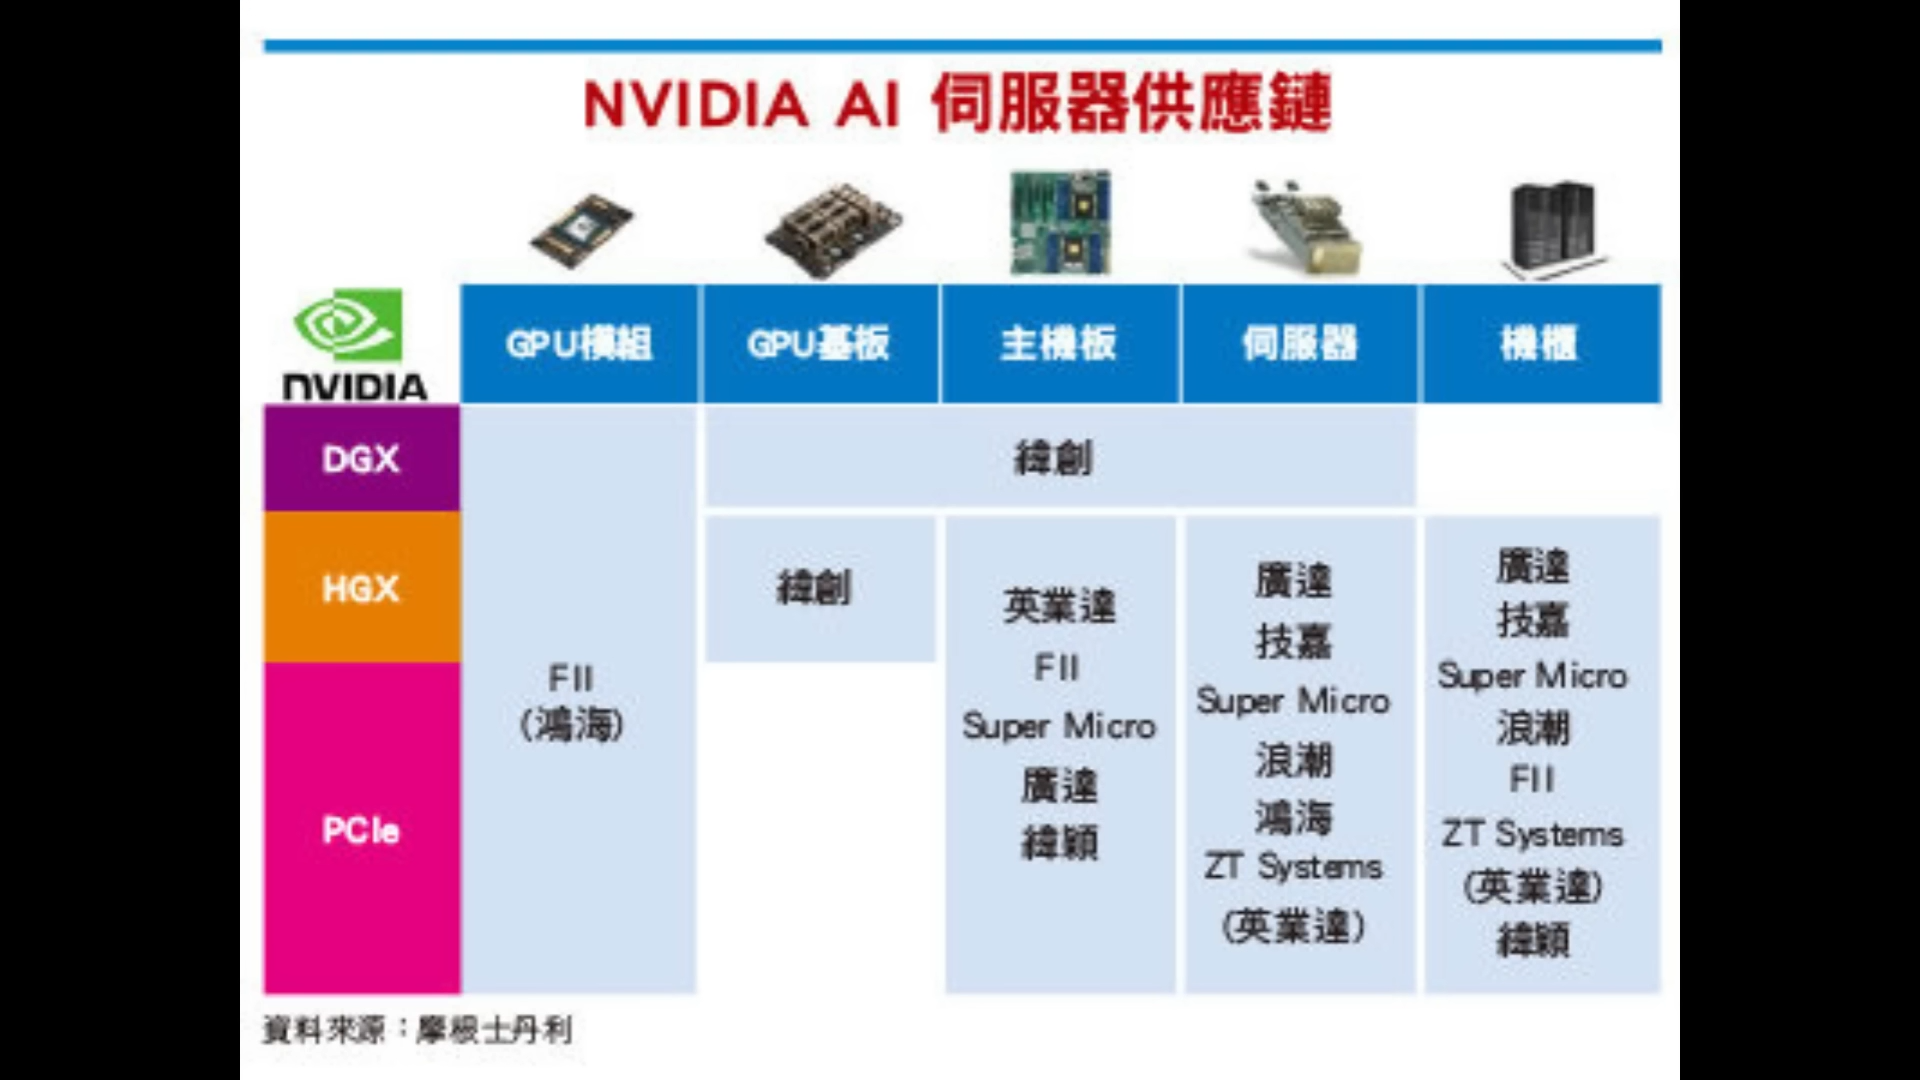 NVIDIA AI 伺服器供應鏈
NVIDIA
GPU模組
GPU基板
主機板
伺服器
機櫃
DGX
緯創
HGX
PCIe
FII
(鴻海)
緯創
英業達
FII
Super Micro
廣達
緯穎
廣達
技嘉
Super Micro
浪潮
鴻海
ZT Systems
(英業達)
廣達
技嘉
Super Micro
浪潮
FII
ZT Systems
(英業達)
緯穎
資料來源：摩根士丹利